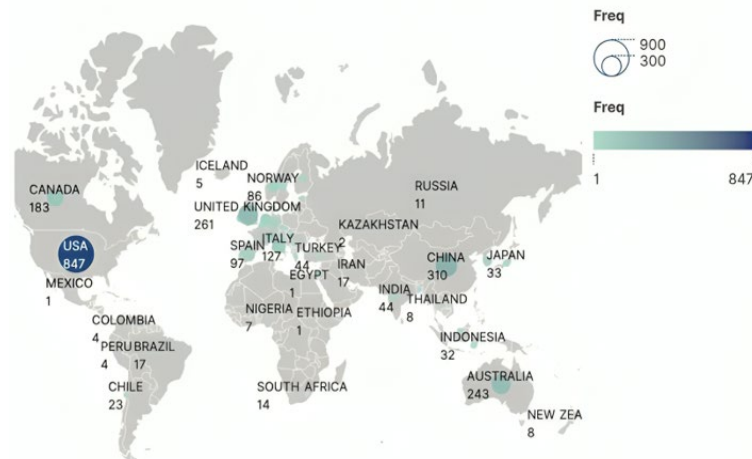 Freq
900
300
Freq
1
847
ICELAND
5
NORWAY
86
CANADA
183
RUSSIA
11
UNITED KINGDOM
261
KAZAKHSTAN
2
USA
847
SPAIN
97
ITALY
127
TURKEY
44
CHINA
310
JAPAN
33
IRAN
17
EGYPT
1
MEXICO
1
INDIA
44
THAILAND
8
NIGERIA
7
ETHIOPIA
1
COLOMBIA
4
INDONESIA
32
PERU
4
BRAZIL
17
CHILE
23
SOUTH AFRICA
14
AUSTRALIA
243
NEW ZEA
8